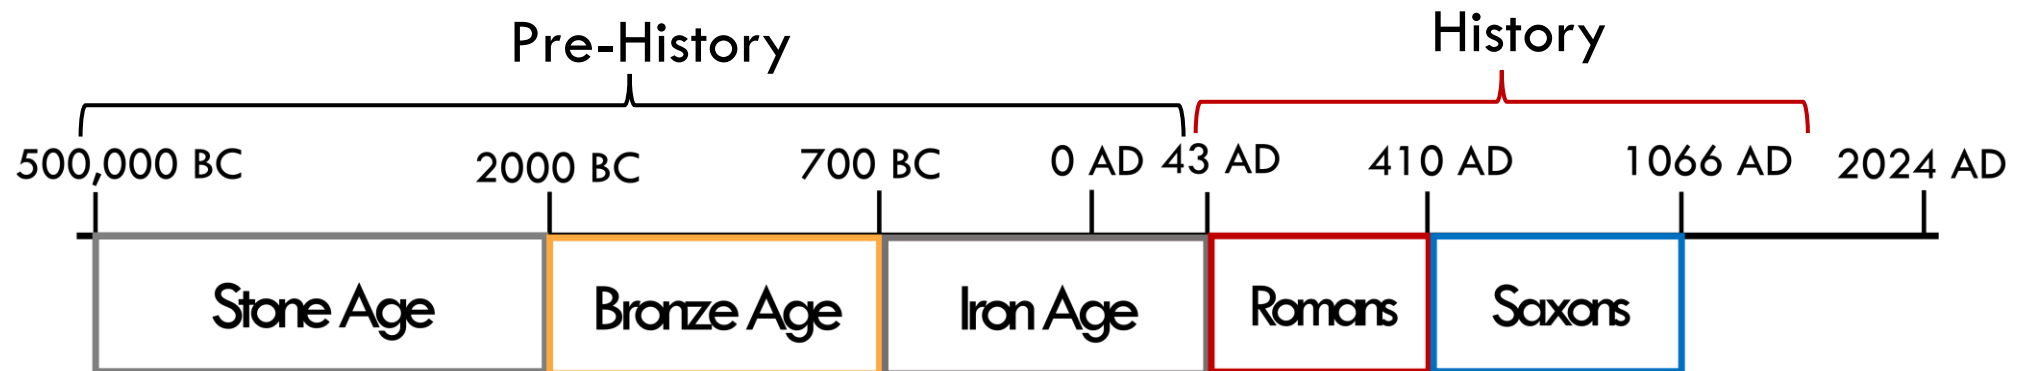 Pre-History History
500,000 BC 2000 BC 700 BC 0 AD 43 AD 410 AD 1066 AD 2024 AD
Stone Age Bronze Age Iron Age Romans Saxons